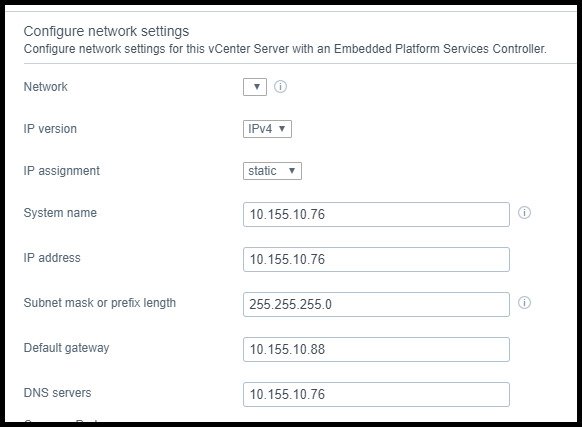 Configure network settings
Configure network settings for this vCenter Server with an Embedded Platform Services Controller.
Network
IP version IPv4
IP assignment static
System name 10.155.10.76
IP address 10.155.10.76
Subnet mask or prefix length 255.255.255.0
Default gateway 10.155.10.88
DNS servers 10.155.10.76